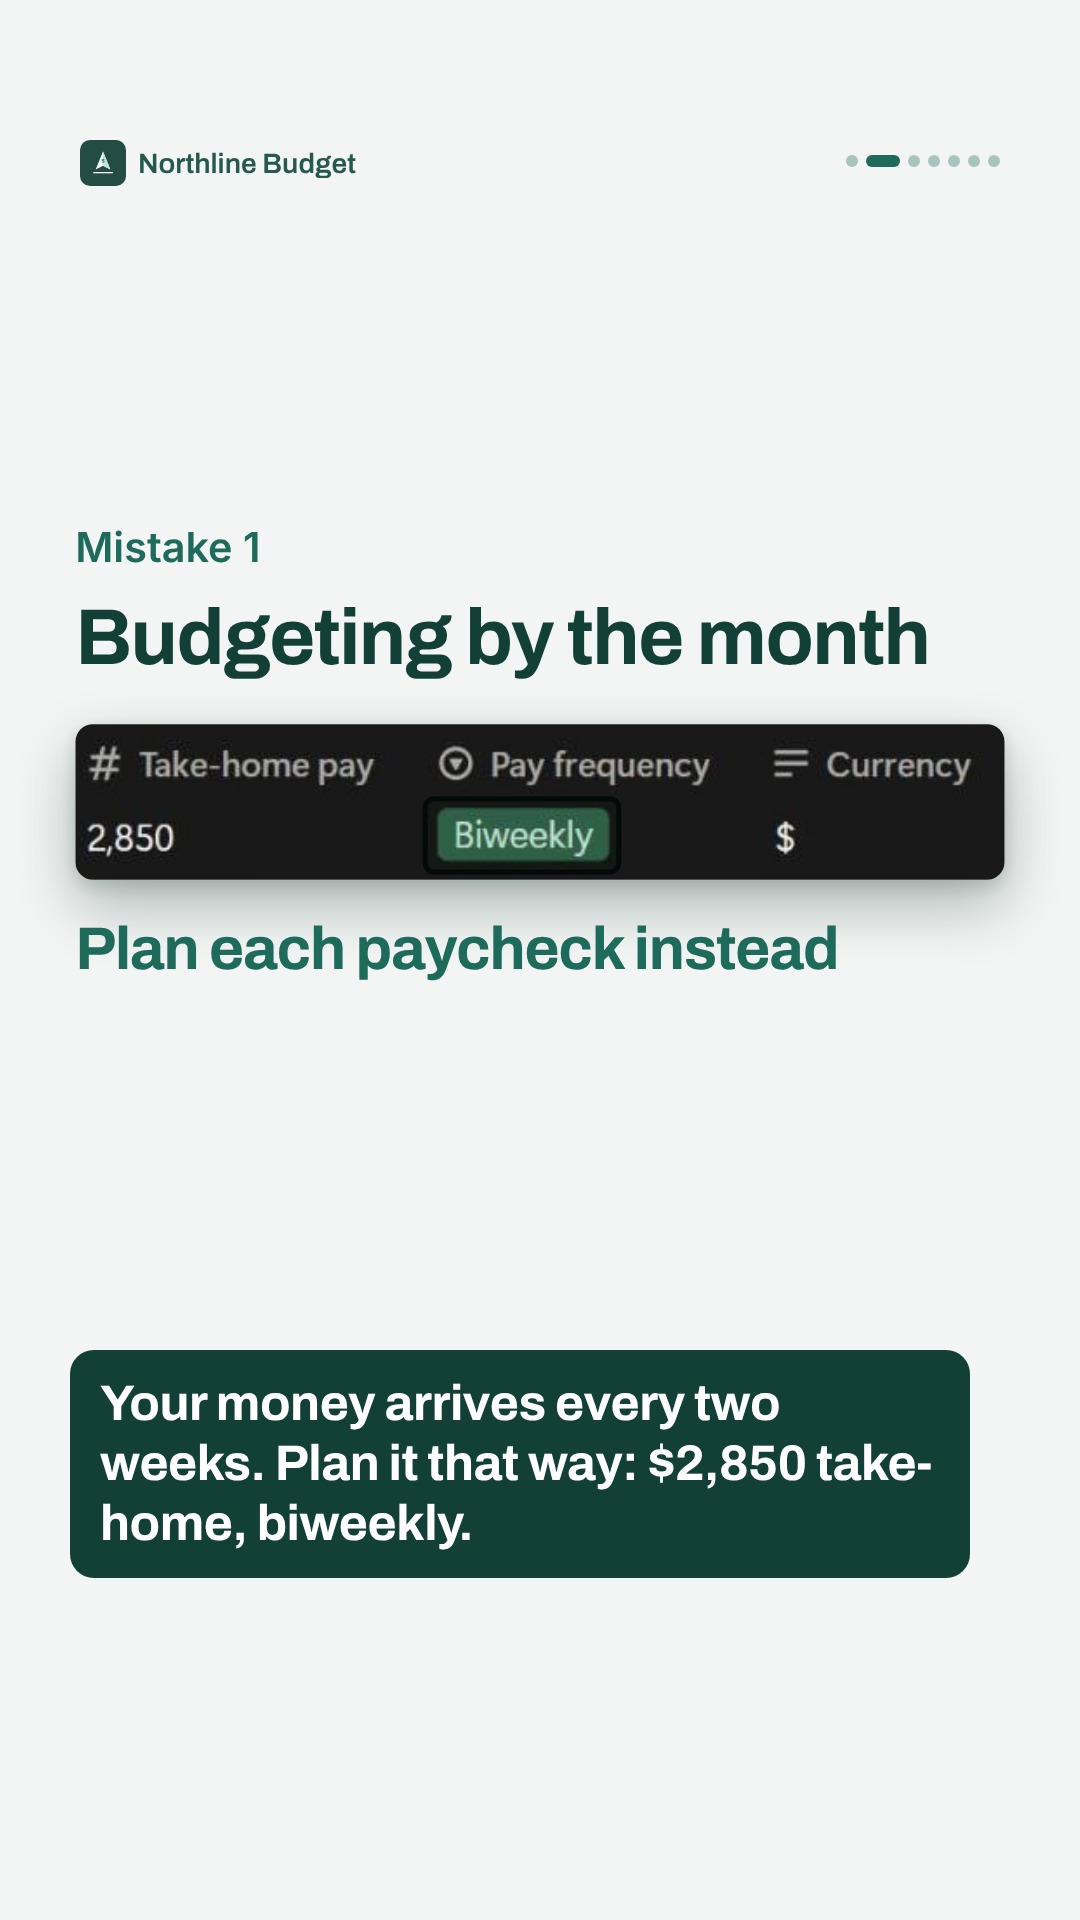 Northline Budget
Mistake 1
Budgeting by the month
# Take-home pay Pay frequency Currency
2,850 Biweekly $
Plan each paycheck instead
Your money arrives every two
weeks. Plan it that way: $2,850 take-
home, biweekly.